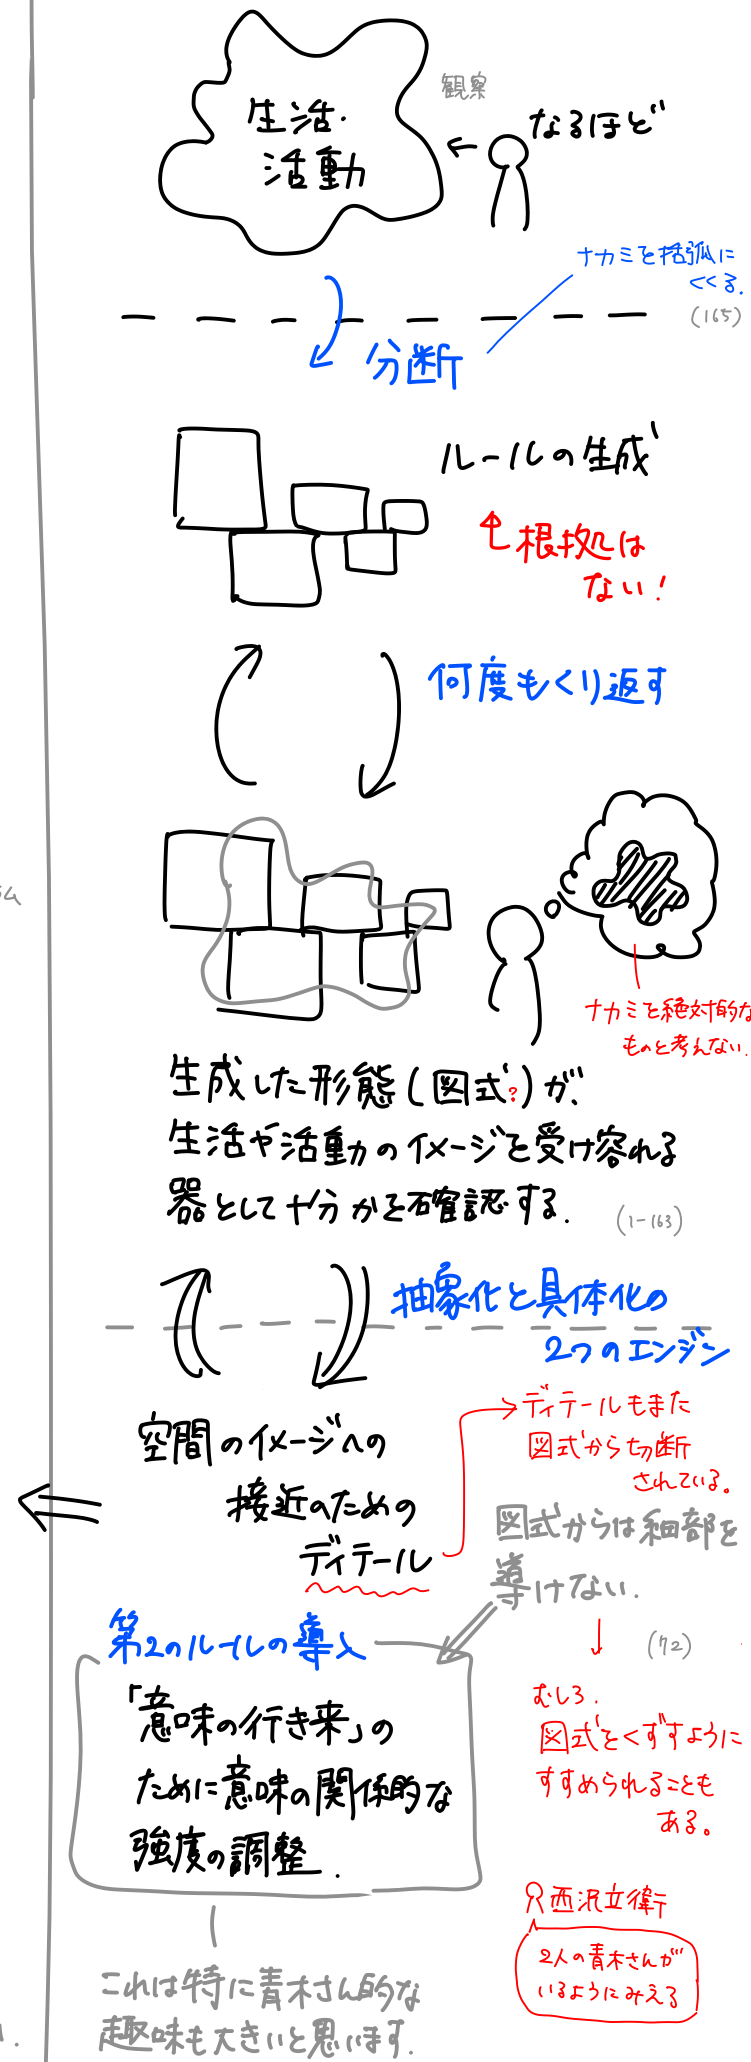 観察
生活・
活動
なるほど
ナカミを括弧に
くくる.
(165)
分断
ルールの生成
根拠は
ない!
何度もくり返す
ナカミを絶対的な
ものと考えない.
生成した形態(図式?)が、
生活や活動のイメージを受け容れる
器として十分かを確認する.
(1-163)
抽象化と具体化の
2つのエンジン
空間のイメージへの
接近のための
ディテール
ディテールもまた
図式から切断
されている。
図式からは細部を
導けない.
(72)
むしろ.
図式をくずすように
すすめられることも
ある。
第2のルールの導入
「意味の行き来」の
ために意味の関係的な
強度の調整.
西沢立衛
2人の青木さんが
いるようにみえる
これは特に青木さん的な
趣味も大きいと思います.